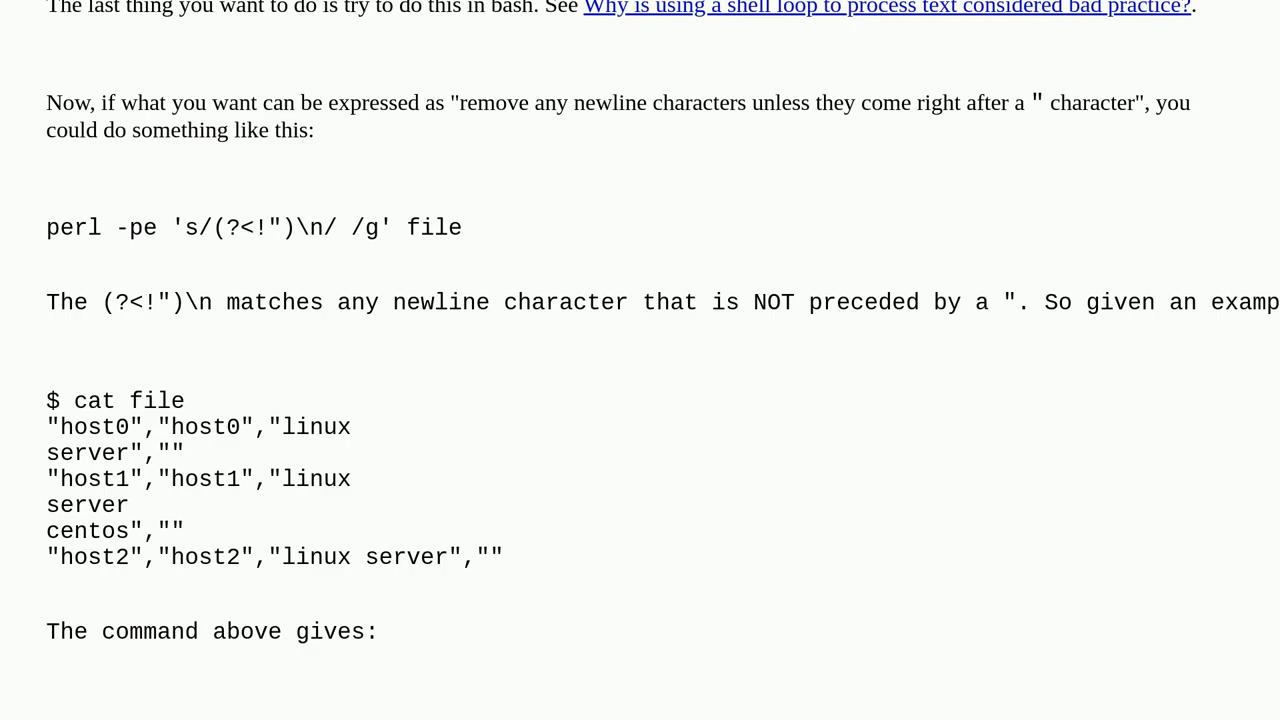 The last thing you want to do is try to do this in bash. See Why is using a shell loop to process text considered bad practice?.
Now, if what you want can be expressed as "remove any newline characters unless they come right after a " character", you
could do something like this:
perl -pe 's/(?<!")\n/ /g' file
The (?<!")\n matches any newline character that is NOT preceded by a ". So given an examp
$ cat file
"host0","host0","linux
server",""
"host1","host1","linux
server
centos",""
"host2","host2","linux server",""
The command above gives: